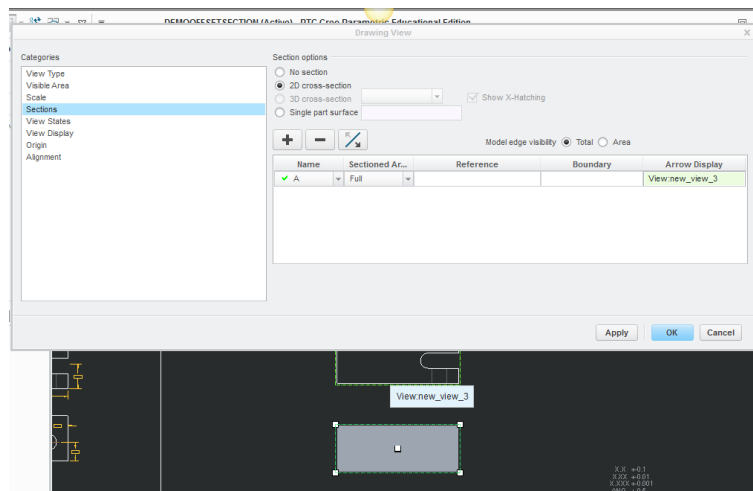 DEMOOFFSETSECTION (Active) - PTC Creo Parametric Educational Edition
Drawing View
Categories
View Type
Visible Area
Scale
Sections
View States
View Display
Origin
Alignment
Section options
No section
2D cross-section
3D cross-section
Show X-Hatching
Single part surface
Model edge visibility Total Area
Name Sectioned Ar... Reference Boundary Arrow Display
A Full View:new_view_3
Apply OK Cancel
View:new_view_3
X.X +-0.1
X.XX +-0.01
X.XXX +-0.001